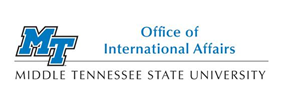 MT
Office of
International Affairs
MIDDLE TENNESSEE STATE UNIVERSITY